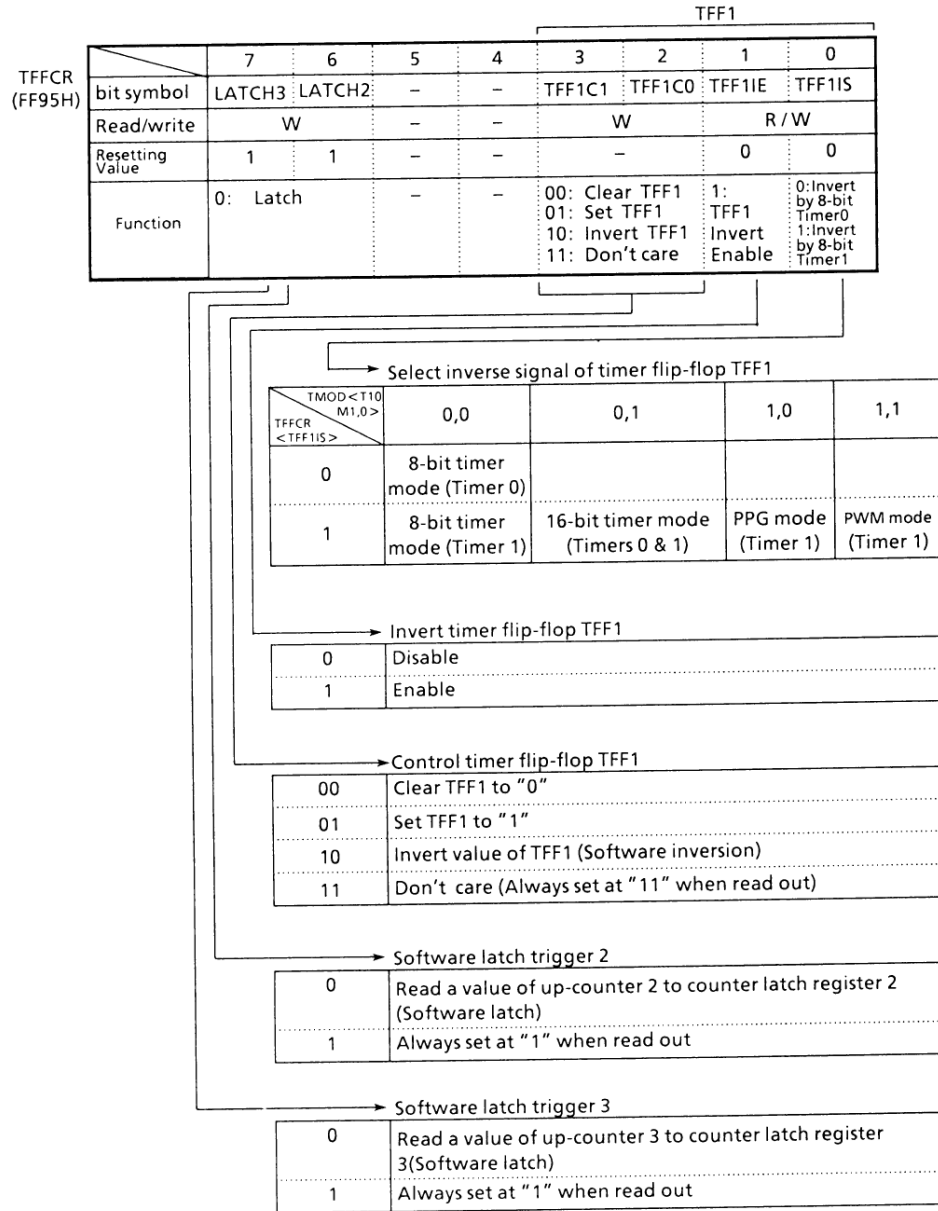 TFF1
TFFCR
(FF95H)
7 6 5 4 3 2 1 0
bit symbol LATCH3 LATCH2 – – TFF1C1 TFF1C0 TFF1IE TFF1IS
Read/write W – – W R / W
Resetting Value 1 1 – – – 0 0
Function
0: Latch
–
–
00: Clear TFF1
01: Set TFF1
10: Invert TFF1
11: Don't care
1:
TFF1
Invert
Enable
0:Invert
by 8-bit
Timer0
1:Invert
by 8-bit
Timer1
Select inverse signal of timer flip-flop TFF1
TMOD<T10
M1,0>
TFFCR
<TFF1IS>
0,0 0,1 1,0 1,1
0
8-bit timer
mode (Timer 0)
1
8-bit timer
mode (Timer 1)
16-bit timer mode
(Timers 0 & 1)
PPG mode
(Timer 1)
PWM mode
(Timer 1)
Invert timer flip-flop TFF1
0 Disable
1 Enable
Control timer flip-flop TFF1
00 Clear TFF1 to "0"
01 Set TFF1 to "1"
10 Invert value of TFF1 (Software inversion)
11 Don't care (Always set at "11" when read out)
Software latch trigger 2
0 Read a value of up-counter 2 to counter latch register 2
(Software latch)
1 Always set at "1" when read out
Software latch trigger 3
0 Read a value of up-counter 3 to counter latch register
3(Software latch)
1 Always set at "1" when read out